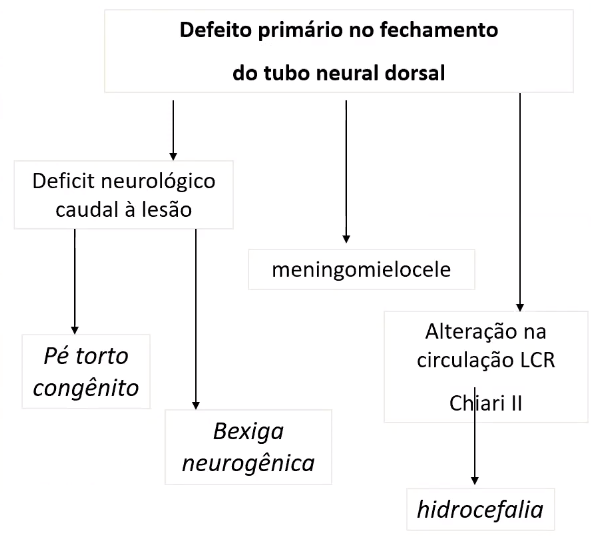 Defeito primário no fechamento
do tubo neural dorsal
Deficit neurológico
caudal à lesão
meningomielocele
Alteração na
circulação LCR
Chiari II
Pé torto
congênito
Bexiga
neurogênica
hidrocefalia